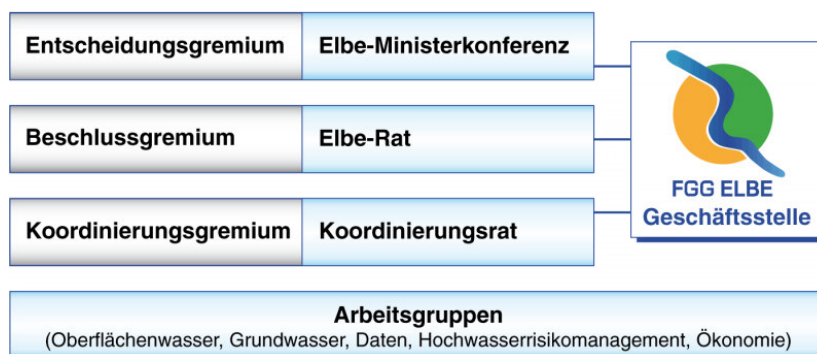 Entscheidungsgremium
Elbe-Ministerkonferenz
Beschlussgremium
Elbe-Rat
Koordinierungsgremium
Koordinierungsrat
FGG ELBE
Geschäftsstelle
Arbeitsgruppen
(Oberflächenwasser, Grundwasser, Daten, Hochwasserrisikomanagement, Ökonomie)